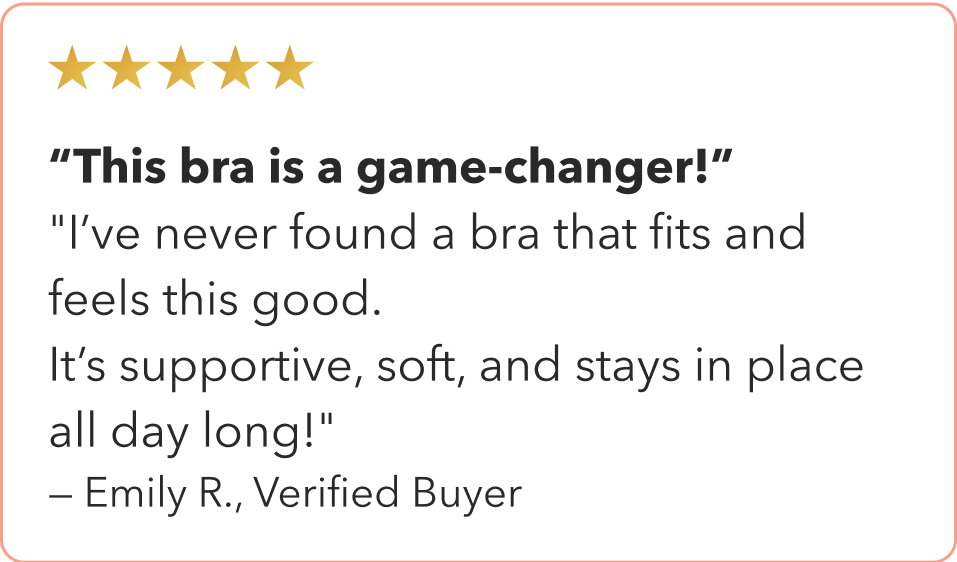 “This bra is a game-changer!”
"I’ve never found a bra that fits and
feels this good.
It’s supportive, soft, and stays in place
all day long!"
– Emily R., Verified Buyer